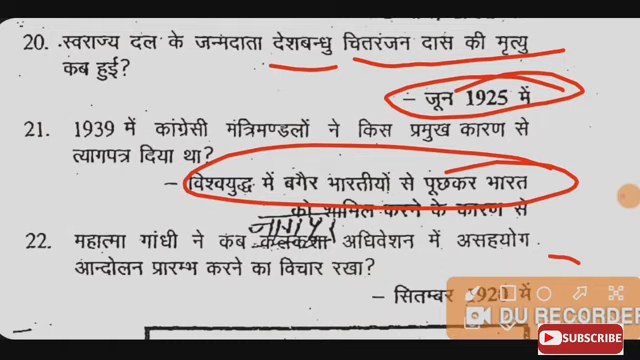 20. स्वराज्य दल के जन्मदाता देशबन्धु चितरंजन दास की मृत्यु
कब हुई?
– जून 1925 में
21. 1939 में कांग्रेसी मंत्रिमण्डलों ने किस प्रमुख कारण से
त्यागपत्र दिया था?
– विश्वयुद्ध में बगैर भारतीयों से पूछकर भारत
को शामिल करने के कारण से
22. महात्मा गांधी ने कब अधिवेशन में असहयोग
आन्दोलन प्रारम्भ करने का विचार रखा?
– सितम्बर 1920 में
DU RECORDER
SUBSCRIBE